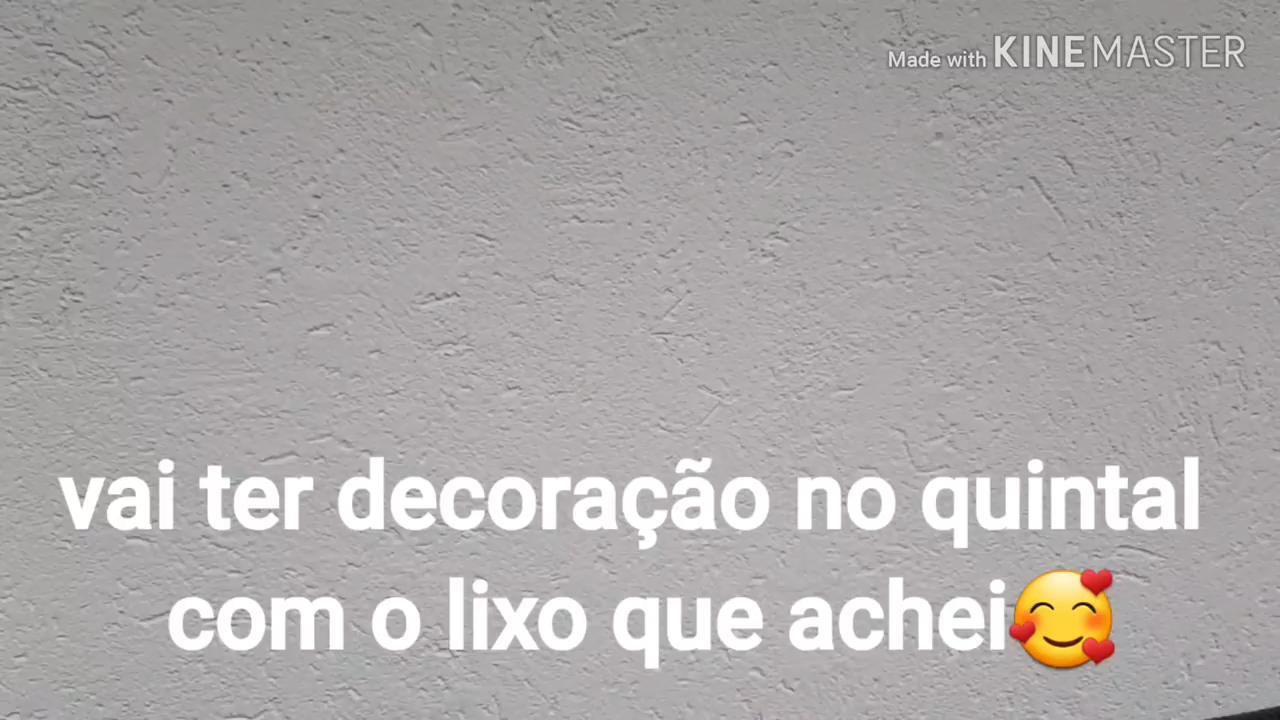 Made with KINEMASTER
vai ter decoração no quintal
com o lixo que achei🥰